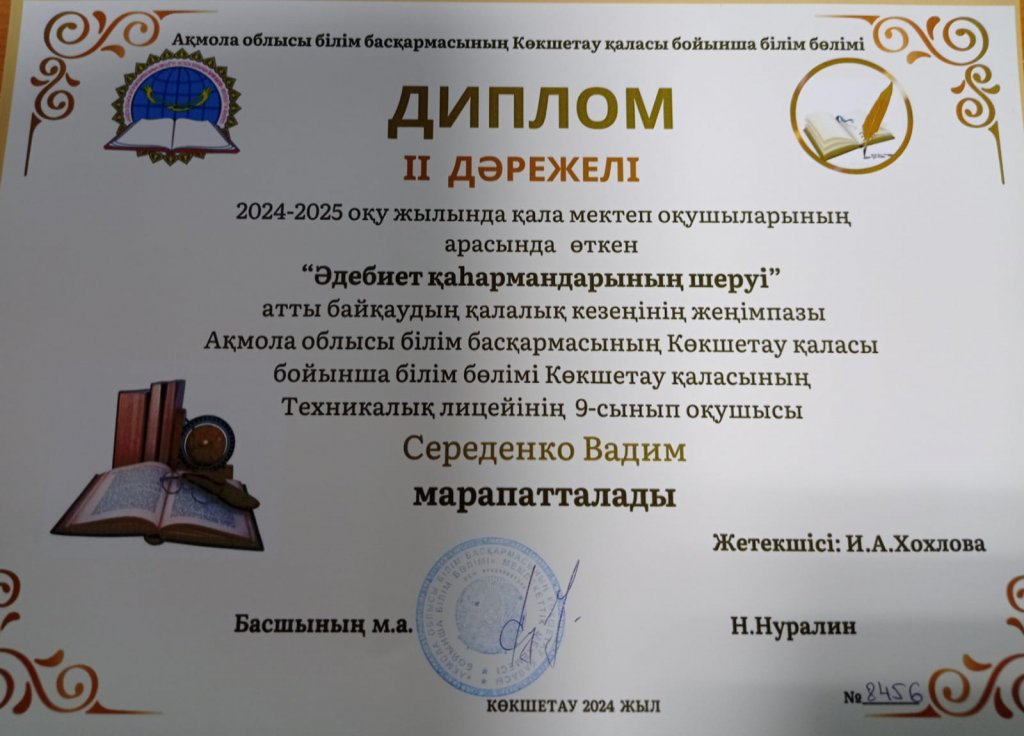 Ақмола облысы білім басқармасының Көкшетау қаласы бойынша білім бөлімі
ДИПЛОМ
II ДӘРЕЖЕЛІ
2024-2025 оқу жылында қала мектеп оқушыларының
арасында өткен
“Әдебиет қаһармандарының шеруі”
атты байқаудың қалалық кезеңінің жеңімпазы
Ақмола облысы білім басқармасының Көкшетау қаласы
бойынша білім бөлімі Көкшетау қаласының
Техникалық лицейінің 9-сынып оқушысы
Середенко Вадим
марапатталады
Жетекшісі: И.А.Хохлова
Басшының м.а.
Н.Нуралин
№ 8456
КӨКШЕТАУ 2024 ЖЫЛ